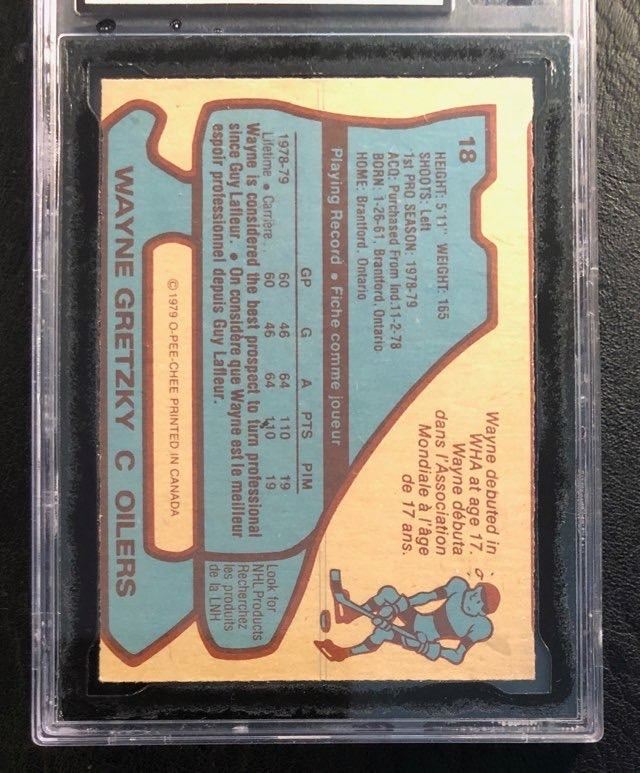 18
HEIGHT: 5'11" WEIGHT: 165
SHOOTS: Left
1st PRO SEASON: 1978-79
ACQ: Purchased From Ind.11-2-78
BORN: 1-26-61, Brantford, Ontario
HOME: Brantford, Ontario
Wayne debuted in
WHA at age 17.
Wayne débuta
dans l'Association
Mondiale à l'âge
de 17 ans.
Playing Record • Fiche comme joueur
GP G A PTS PIM
1978-79 60 46 64 110 19
Lifetime • Carrière 60 46 64 110 19
Wayne is considered the best prospect to turn professional
since Guy Lafleur. • On considère que Wayne est le meilleur
espoir professionnel depuis Guy Lafleur.
Look for
NHL Products
Recherchez
les produits
de la LNH
© 1979 O-PEE-CHEE PRINTED IN CANADA
WAYNE GRETZKY C OILERS